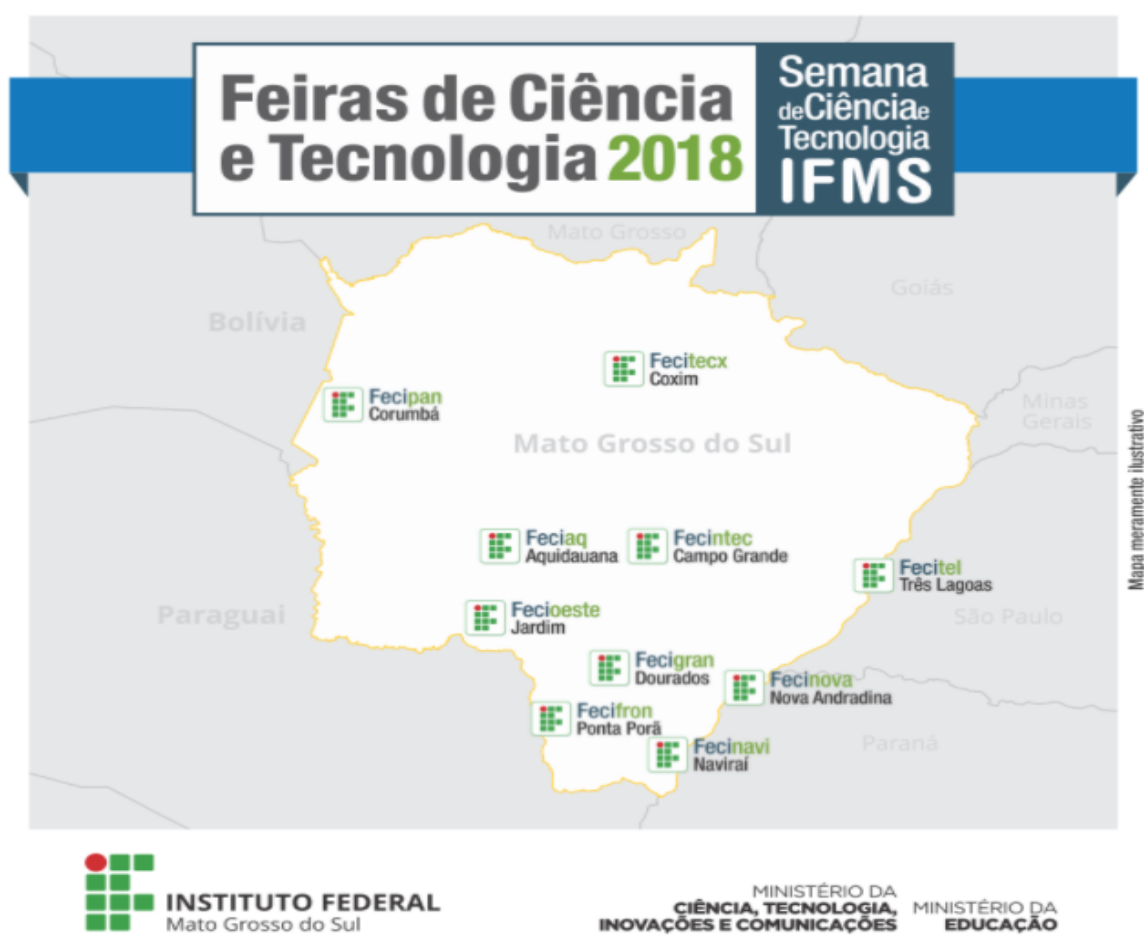 Feiras de Ciência
e Tecnologia 2018
Semana
de Ciência e
Tecnologia
IFMS
Mato Grosso
Goiás
Bolívia
Fecitecx
Coxim
Fecipan
Corumbá
Minas
Gerais
Mato Grosso do Sul
Mapa meramente ilustrativo
Feciaq
Aquidauana
Fecintec
Campo Grande
Fecitel
Três Lagoas
Paraguai
Fecioeste
Jardim
São Paulo
Fecigran
Dourados
Fecinova
Nova Andradina
Fecifron
Ponta Porã
Fecinavi
Naviraí
Paraná
INSTITUTO FEDERAL
Mato Grosso do Sul
MINISTÉRIO DA
CIÊNCIA, TECNOLOGIA,
INOVAÇÕES E COMUNICAÇÕES
MINISTÉRIO DA
EDUCAÇÃO